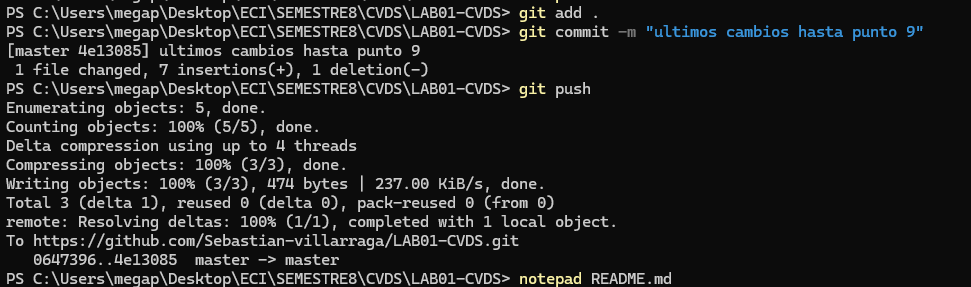 PS C:\Users\megap\Desktop\ECI\SEMESTRE8\CVDS\LAB01-CVDS> git add .
PS C:\Users\megap\Desktop\ECI\SEMESTRE8\CVDS\LAB01-CVDS> git commit -m "ultimos cambios hasta punto 9"
[master 4e13085] ultimos cambios hasta punto 9
 1 file changed, 7 insertions(+), 1 deletion(-)
PS C:\Users\megap\Desktop\ECI\SEMESTRE8\CVDS\LAB01-CVDS> git push
Enumerating objects: 5, done.
Counting objects: 100% (5/5), done.
Delta compression using up to 4 threads
Compressing objects: 100% (3/3), done.
Writing objects: 100% (3/3), 474 bytes | 237.00 KiB/s, done.
Total 3 (delta 1), reused 0 (delta 0), pack-reused 0 (from 0)
remote: Resolving deltas: 100% (1/1), completed with 1 local object.
To https://github.com/Sebastian-villarraga/LAB01-CVDS.git
   0647396..4e13085  master -> master
PS C:\Users\megap\Desktop\ECI\SEMESTRE8\CVDS\LAB01-CVDS> notepad README.md